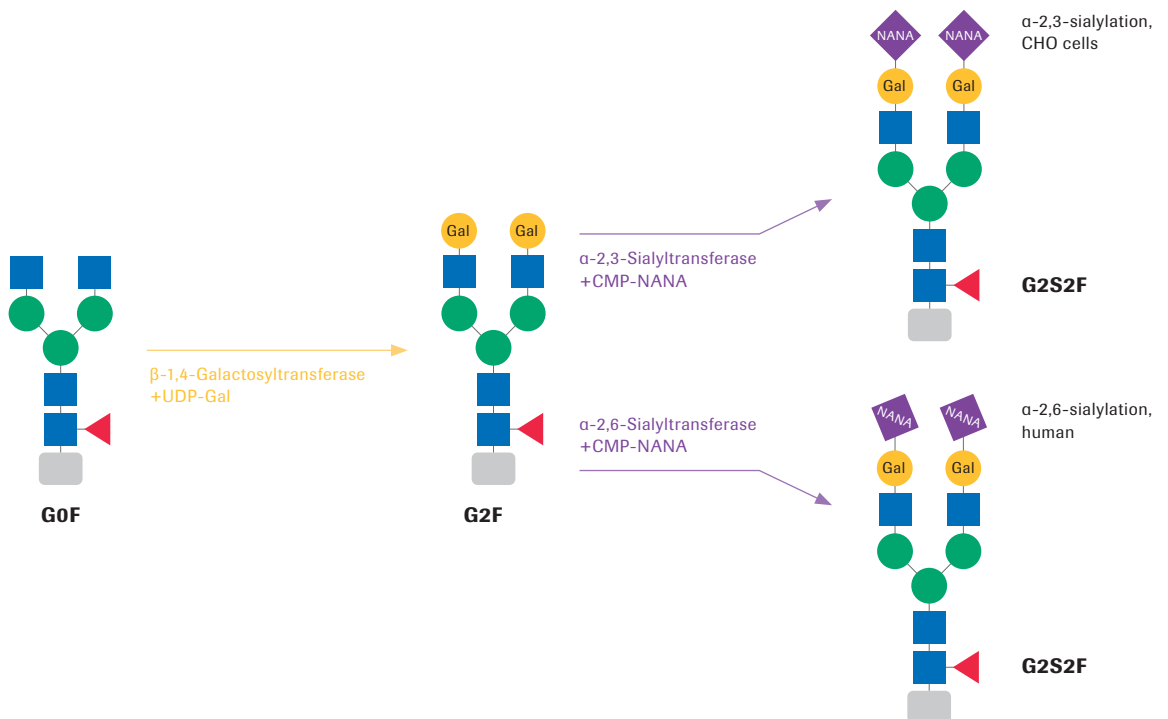 NANA
NANA
α-2,3-sialylation,
CHO cells
Gal
Gal
Gal
Gal
α-2,3-Sialyltransferase
+CMP-NANA
G2S2F
β-1,4-Galactosyltransferase
+UDP-Gal
α-2,6-Sialyltransferase
+CMP-NANA
NANA
NANA
α-2,6-sialylation,
human
Gal
Gal
G0F
G2F
G2S2F